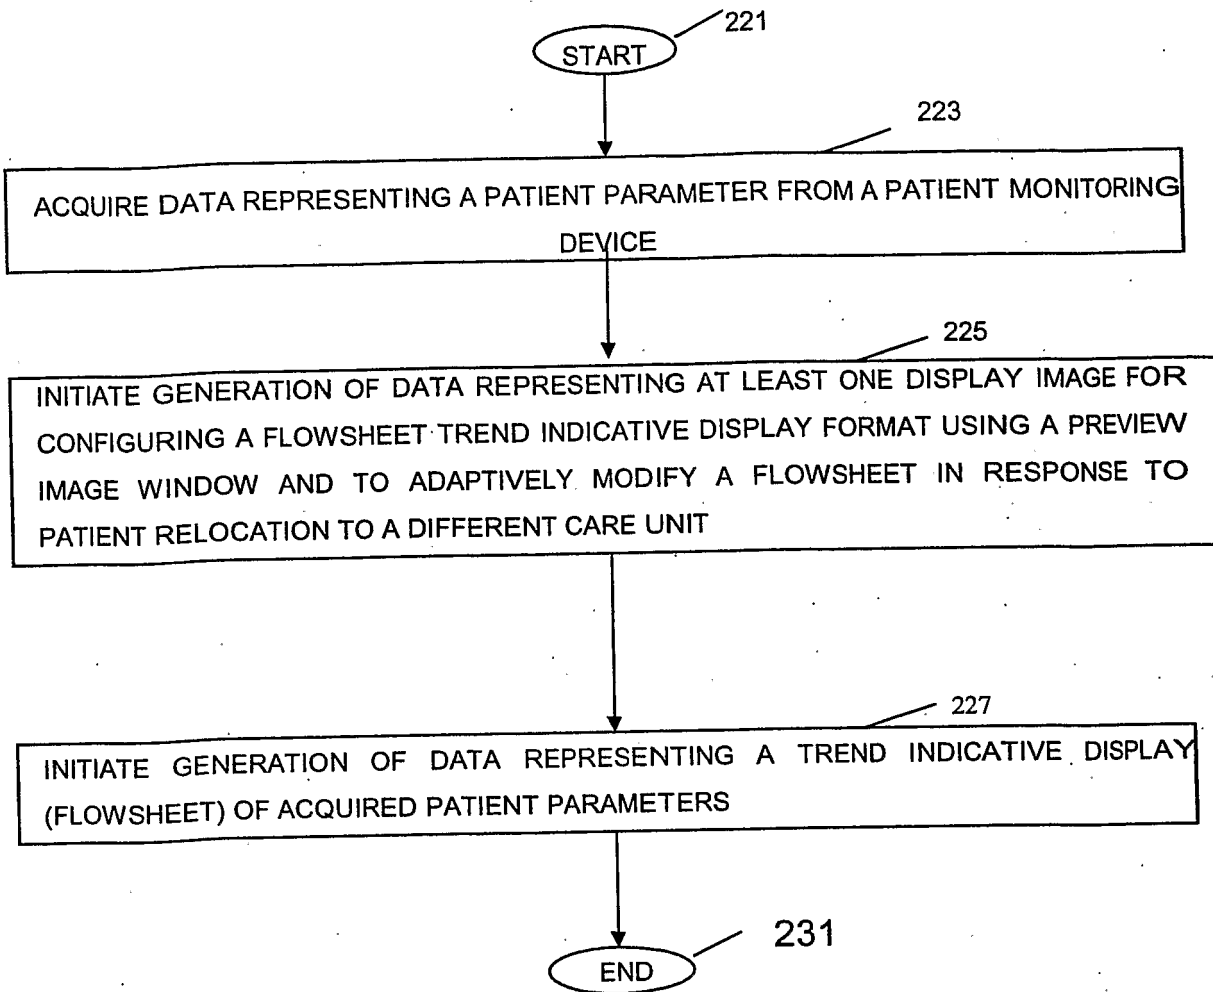 221
START
223
ACQUIRE DATA REPRESENTING A PATIENT PARAMETER FROM A PATIENT MONITORING
DEVICE
225
INITIATE GENERATION OF DATA REPRESENTING AT LEAST ONE DISPLAY IMAGE FOR
CONFIGURING A FLOWSHEET TREND INDICATIVE DISPLAY FORMAT USING A PREVIEW
IMAGE WINDOW AND TO ADAPTIVELY MODIFY A FLOWSHEET IN RESPONSE TO
PATIENT RELOCATION TO A DIFFERENT CARE UNIT
227
INITIATE GENERATION OF DATA REPRESENTING A TREND INDICATIVE DISPLAY
(FLOWSHEET) OF ACQUIRED PATIENT PARAMETERS
231
END